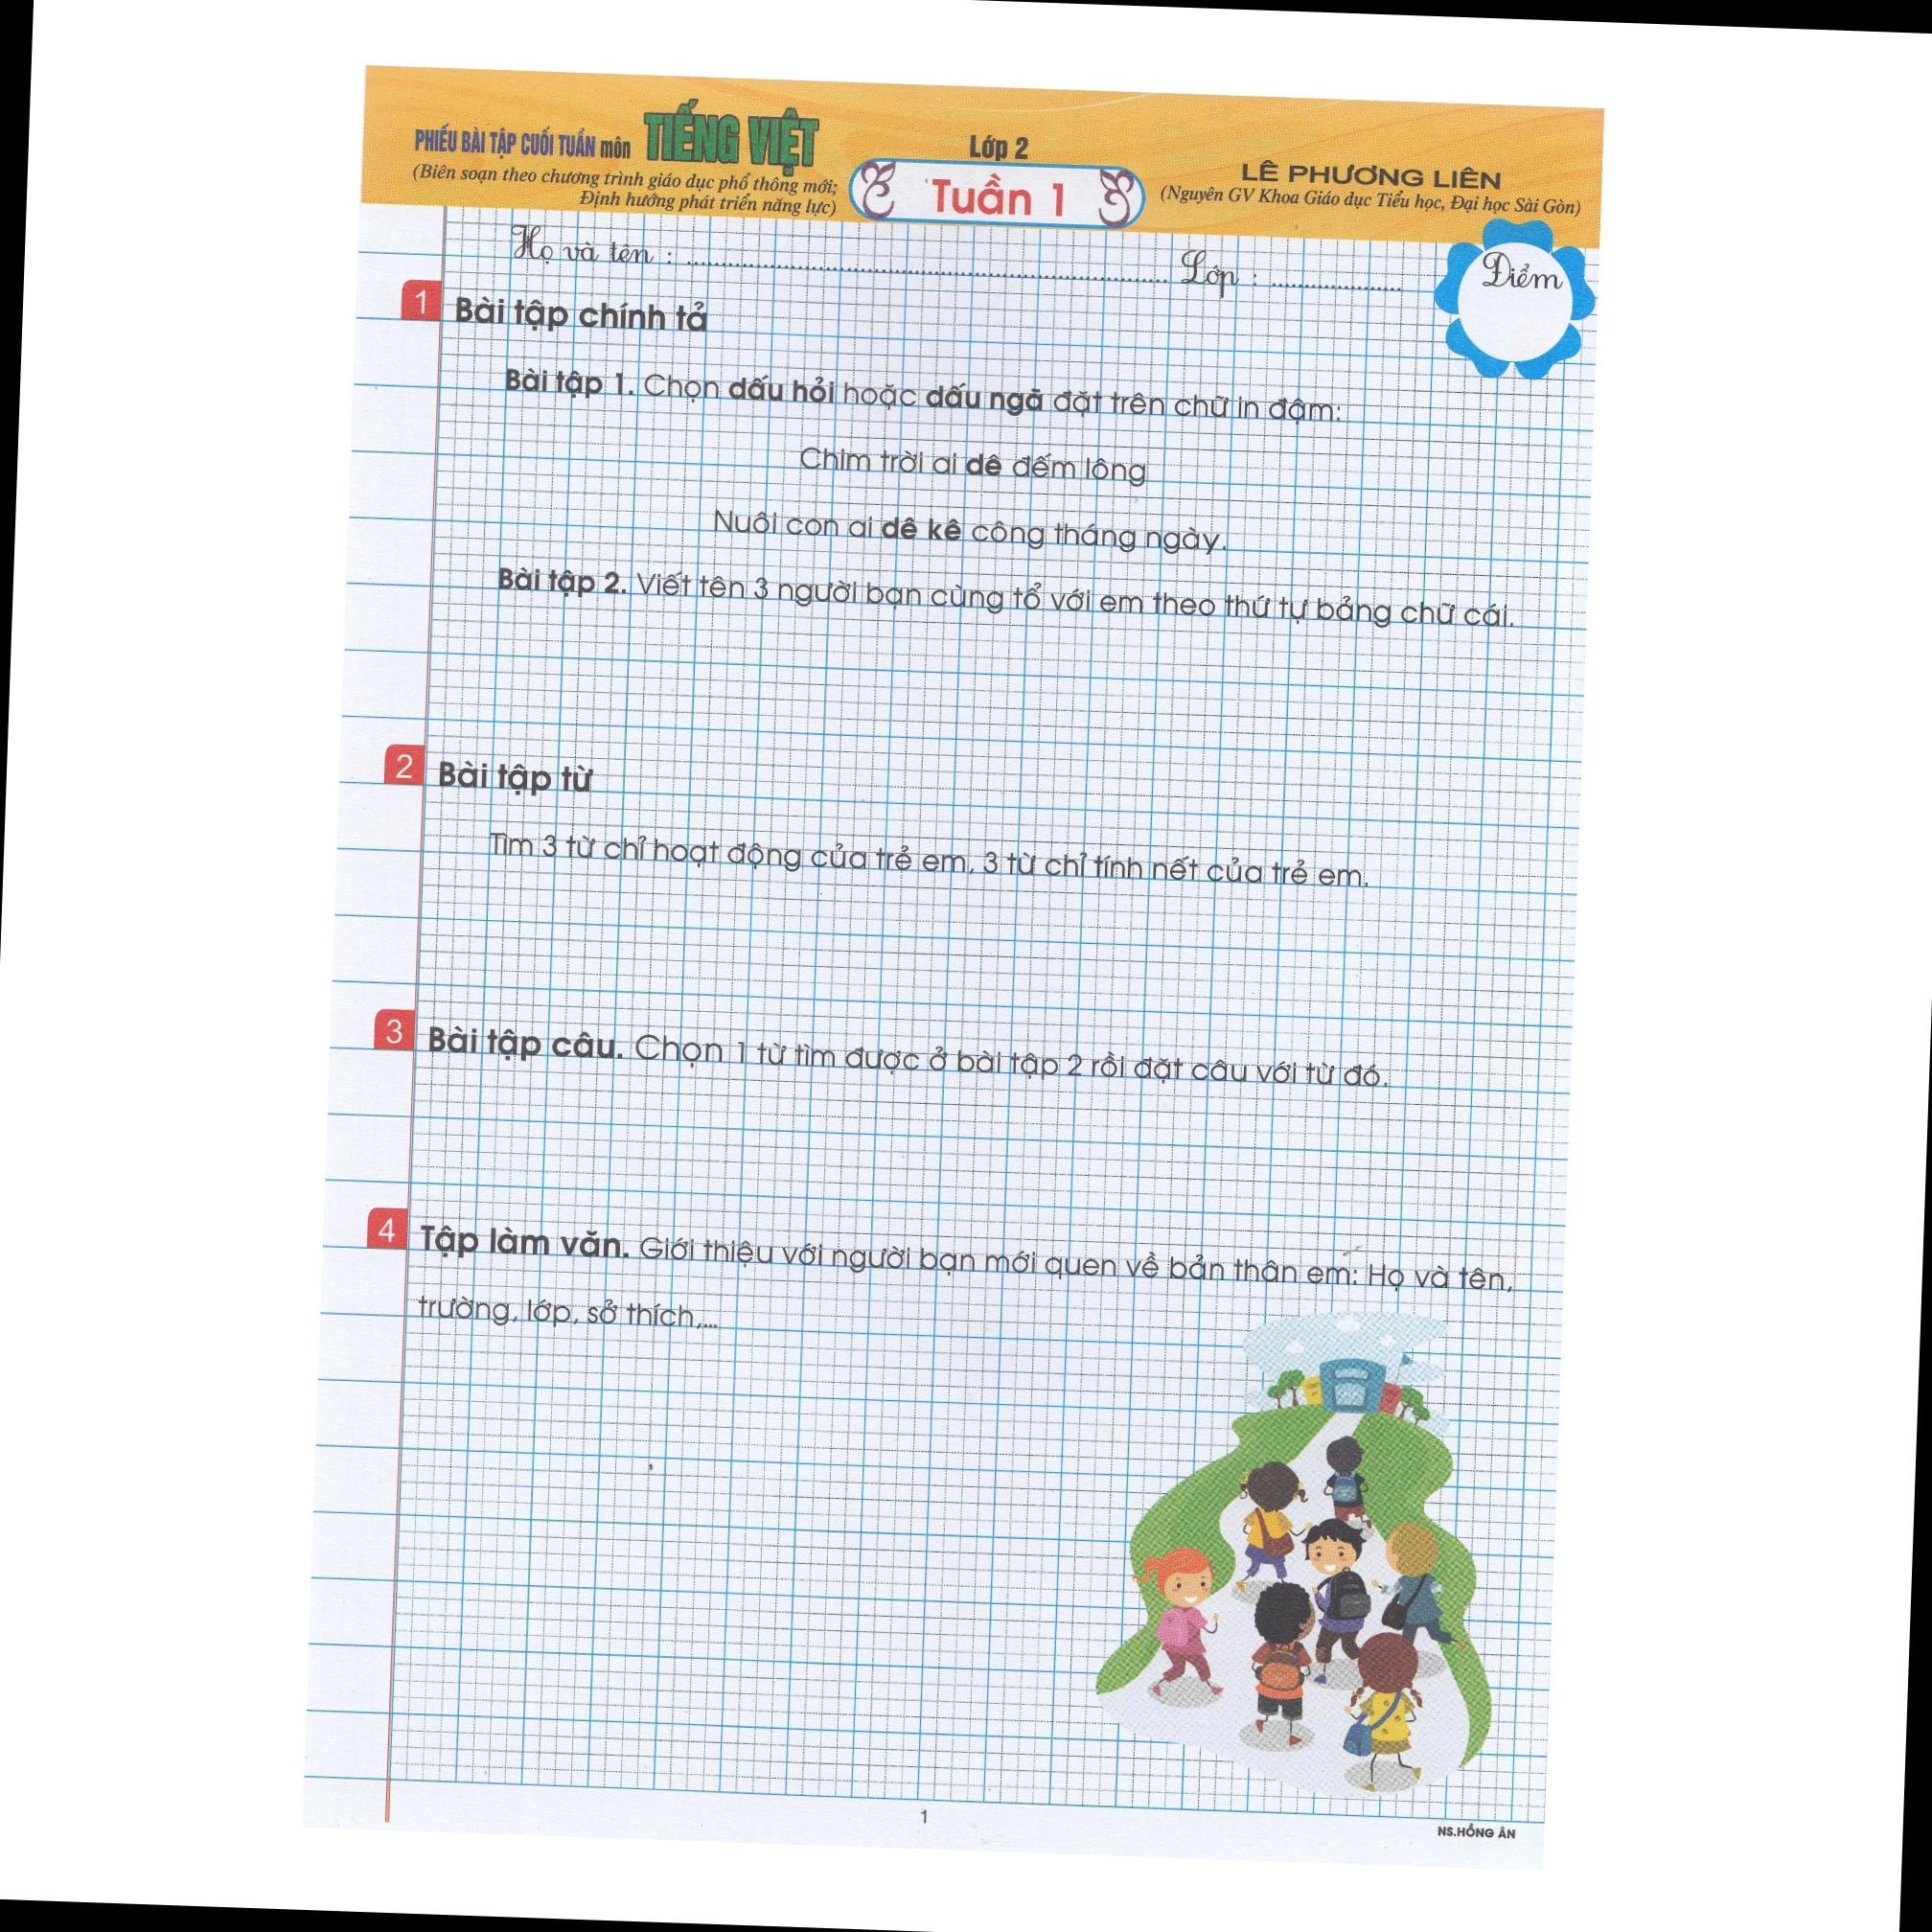 PHIẾU BÀI TẬP CUỐI TUẦN môn TIẾNG VIỆT
(Biên soạn theo chương trình giáo dục phổ thông mới;
Định hướng phát triển năng lực)
Lớp 2
Tuần 1
LÊ PHƯƠNG LIÊN
(Nguyên GV Khoa Giáo dục Tiểu học, Đại học Sài Gòn)
Họ và tên : ........................ Lớp : ............
Điểm
1 Bài tập chính tả
Bài tập 1. Chọn dấu hỏi hoặc dấu ngã đặt trên chữ in đậm:
Chim trời ai dê đếm lông
Nuôi con ai dê kê công tháng ngày.
Bài tập 2. Viết tên 3 người bạn cùng tổ với em theo thứ tự bảng chữ cái.
2 Bài tập từ
Tìm 3 từ chỉ hoạt động của trẻ em, 3 từ chỉ tính nết của trẻ em.
3 Bài tập câu. Chọn 1 từ tìm được ở bài tập 2 rồi đặt câu với từ đó.
4 Tập làm văn. Giới thiệu với người bạn mới quen về bản thân em: Họ và tên,
trường, lớp, sở thích,...
1
NS.HỒNG ÂN